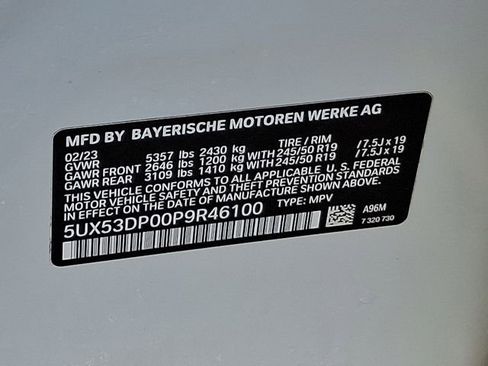 MFD BY BAYERISCHE MOTOREN WERKE AG
02/23 5357 lbs 2430 kg TIRE / RIM
GVWR
GAWR FRONT 2646 lbs 1200 kg WITH 245/50 R19 / 7.5J x 19
GAWR REAR 3109 lbs 1410 kg WITH 245/50 R19 / 7.5J x 19
THIS VEHICLE CONFORMS TO ALL APPLICABLE U.S. FEDERAL
MOTOR VEHICLE SAFETY AND THEFT PREVENTION STANDARDS
IN EFFECT ON THE DATE OF MANUFACTURE SHOWN ABOVE.
5UX53DP00P9R46100 TYPE: MPV
A96M
7 320 730